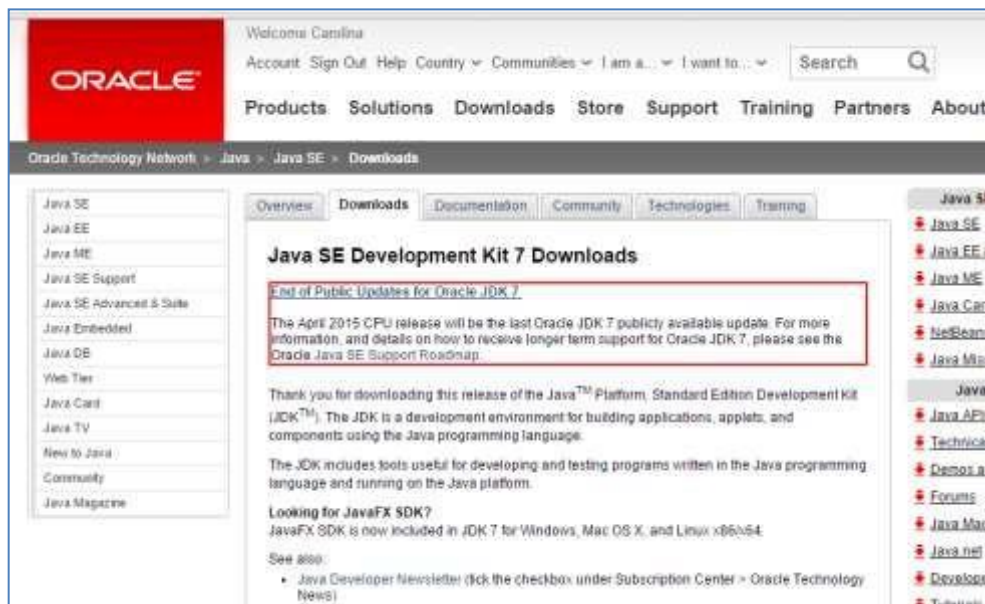 Welcome Carolina
ORACLE
Account Sign Out Help Country Communities I am a... I want to... Search
Products Solutions Downloads Store Support Training Partners About
Oracle Technology Network > Java > Java SE > Downloads
Java SE
Java EE
Java ME
Java SE Support
Java SE Advanced & Suite
Java Embedded
Java DB
Web Tier
Java Card
Java TV
New to Java
Community
Java Magazine
Overview Downloads Documentation Community Technologies Training
Java SE Development Kit 7 Downloads
End of Public Updates for Oracle JDK 7
The April 2015 CPU release will be the last Oracle JDK 7 publicly available update. For more
information, and details on how to receive longer term support for Oracle JDK 7, please see the
Oracle Java SE Support Roadmap.
Thank you for downloading this release of the Java™ Platform, Standard Edition Development Kit
(JDK™). The JDK is a development environment for building applications, applets, and
components using the Java programming language.
The JDK includes tools useful for developing and testing programs written in the Java programming
language and running on the Java platform.
Looking for JavaFX SDK?
JavaFX SDK is now included in JDK 7 for Windows, Mac OS X, and Linux x86/x64.
See also:
• Java Developer Newsletter (tick the checkbox under Subscription Center > Oracle Technology
News)
Java S
Java SE
Java EE
Java ME
Java Car
NetBeans
Java Mis
Java
Java APIs
Technica
Demos a
Forums
Java Mag
Java.net
Develope